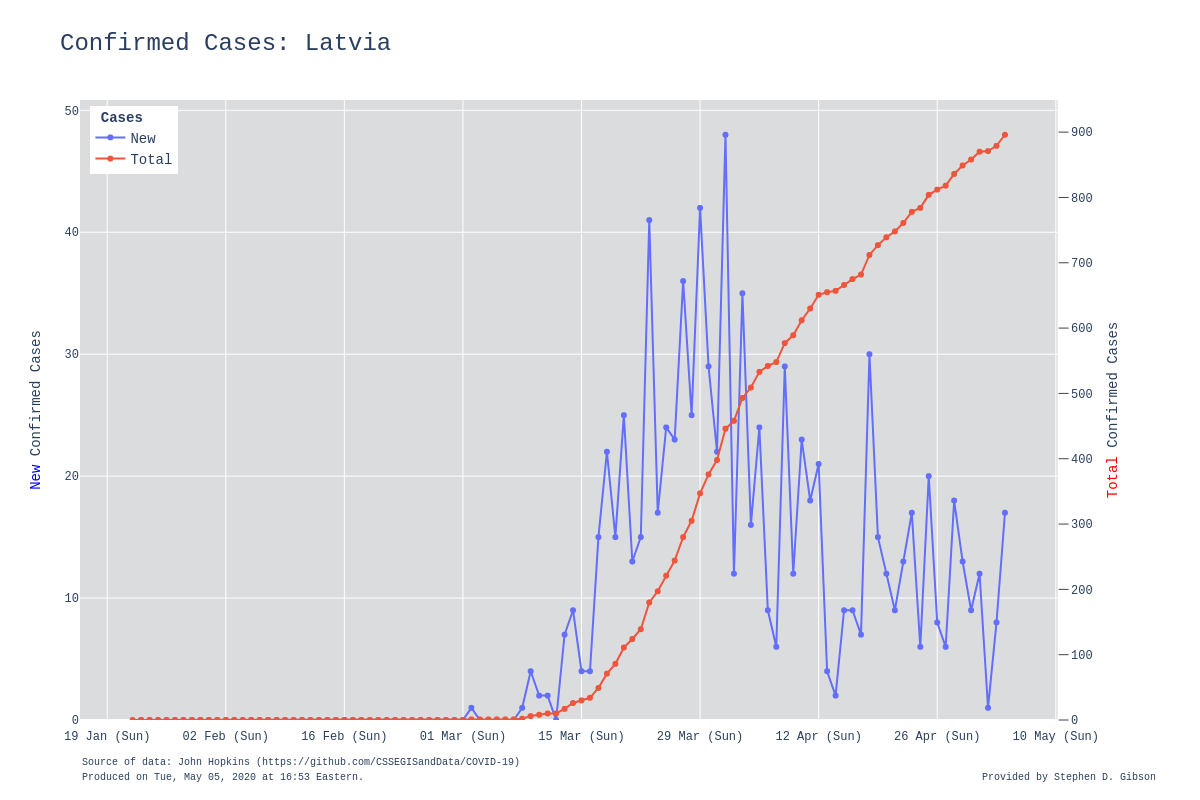 Confirmed Cases: Latvia
Cases
New
Total
50
40
30
20
10
0
900
800
700
600
500
400
300
200
100
0
New Confirmed Cases
Total Confirmed Cases
19 Jan (Sun) 02 Feb (Sun) 16 Feb (Sun) 01 Mar (Sun) 15 Mar (Sun) 29 Mar (Sun) 12 Apr (Sun) 26 Apr (Sun) 10 May (Sun)
Source of data: John Hopkins (https://github.com/CSSEGISandData/COVID-19)
Produced on Tue, May 05, 2020 at 16:53 Eastern.
Provided by Stephen D. Gibson